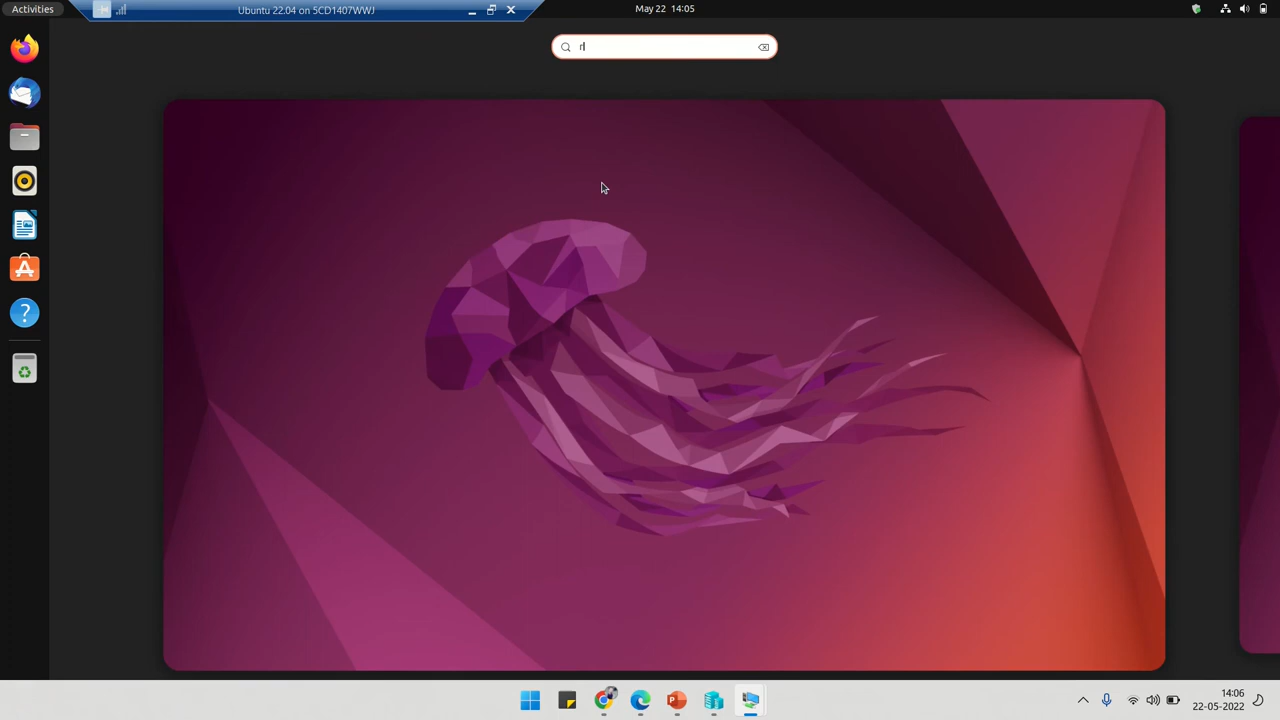 Activities
Ubuntu 22.04 on 5CD1407WWJ
May 22 14:05
r
14:06
22-05-2022